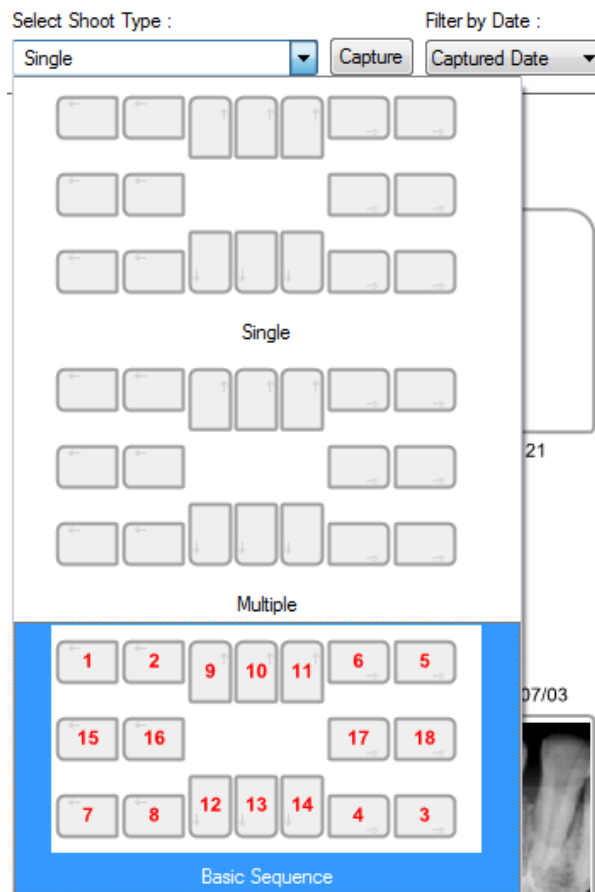 Select Shoot Type : Filter by Date :
Single Capture Captured Date
Single
21
Multiple
1 2 9 10 11 6 5
07/03
15 16 17 18
7 8 12 13 14 4 3
Basic Sequence